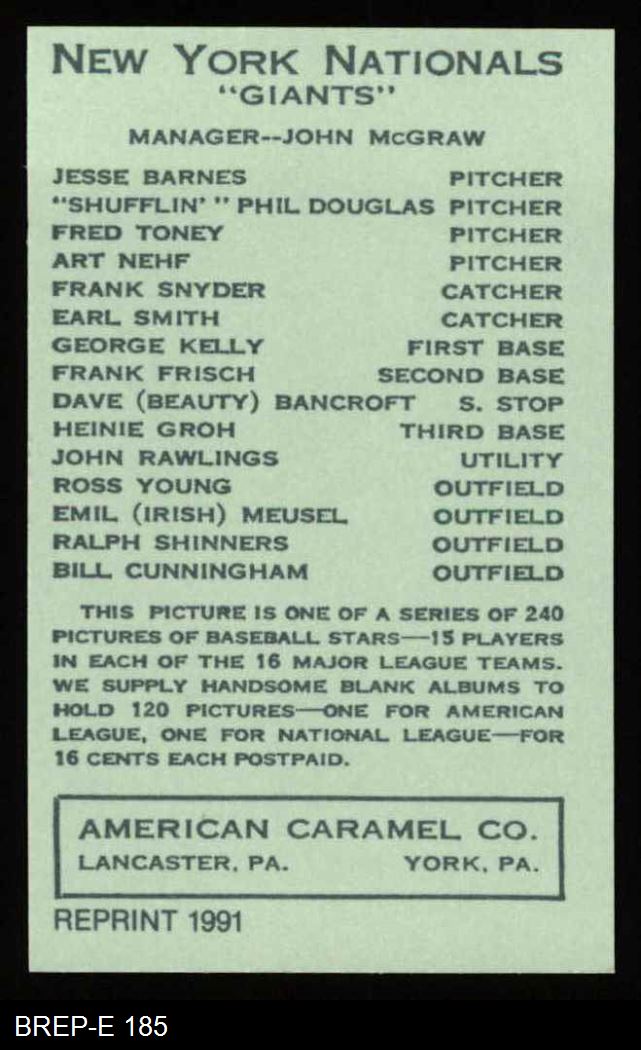 NEW YORK NATIONALS
"GIANTS"
MANAGER--JOHN McGRAW
JESSE BARNES PITCHER
"SHUFFLIN' " PHIL DOUGLAS PITCHER
FRED TONEY PITCHER
ART NEHF PITCHER
FRANK SNYDER CATCHER
EARL SMITH CATCHER
GEORGE KELLY FIRST BASE
FRANK FRISCH SECOND BASE
DAVE (BEAUTY) BANCROFT S. STOP
HEINIE GROH THIRD BASE
JOHN RAWLINGS UTILITY
ROSS YOUNG OUTFIELD
EMIL (IRISH) MEUSEL OUTFIELD
RALPH SHINNERS OUTFIELD
BILL CUNNINGHAM OUTFIELD
THIS PICTURE IS ONE OF A SERIES OF 240
PICTURES OF BASEBALL STARS—15 PLAYERS
IN EACH OF THE 16 MAJOR LEAGUE TEAMS.
WE SUPPLY HANDSOME BLANK ALBUMS TO
HOLD 120 PICTURES—ONE FOR AMERICAN
LEAGUE, ONE FOR NATIONAL LEAGUE—FOR
16 CENTS EACH POSTPAID.
AMERICAN CARAMEL CO.
LANCASTER, PA. YORK, PA.
REPRINT 1991
BREP-E 185